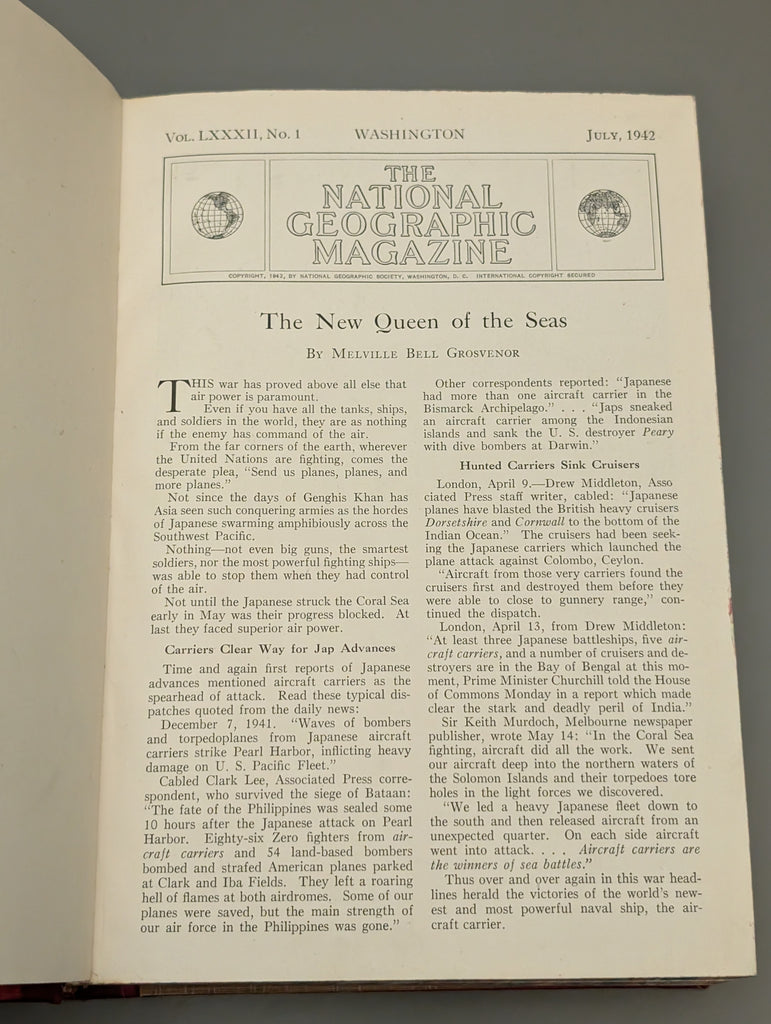 VOL. LXXXII, No. 1 WASHINGTON JULY, 1942
THE
NATIONAL
GEOGRAPHIC
MAGAZINE
COPYRIGHT, 1942, BY NATIONAL GEOGRAPHIC SOCIETY, WASHINGTON, D. C. INTERNATIONAL COPYRIGHT SECURED
The New Queen of the Seas
BY MELVILLE BELL GROSVENOR
THIS war has proved above all else that
air power is paramount.
Even if you have all the tanks, ships,
and soldiers in the world, they are as nothing
if the enemy has command of the air.
From the far corners of the earth, wherever
the United Nations are fighting, comes the
desperate plea, “Send us planes, planes, and
more planes.”
Not since the days of Genghis Khan has
Asia seen such conquering armies as the hordes
of Japanese swarming amphibiously across the
Southwest Pacific.
Nothing—not even big guns, the smartest
soldiers, nor the most powerful fighting ships—
was able to stop them when they had control
of the air.
Not until the Japanese struck the Coral Sea
early in May was their progress blocked. At
last they faced superior air power.
Carriers Clear Way for Jap Advances
Time and again first reports of Japanese
advances mentioned aircraft carriers as the
spearhead of attack. Read these typical dis-
patches quoted from the daily news:
December 7, 1941. “Waves of bombers
and torpedoplanes from Japanese aircraft
carriers strike Pearl Harbor, inflicting heavy
damage on U. S. Pacific Fleet.”
Cabled Clark Lee, Associated Press corre-
spondent, who survived the siege of Bataan:
“The fate of the Philippines was sealed some
10 hours after the Japanese attack on Pearl
Harbor. Eighty-six Zero fighters from air-
craft carriers and 54 land-based bombers
bombed and strafed American planes parked
at Clark and Iba Fields. They left a roaring
hell of flames at both airdromes. Some of our
planes were saved, but the main strength of
our air force in the Philippines was gone.”
Other correspondents reported: “Japanese
had more than one aircraft carrier in the
Bismarck Archipelago.” . . . “Japs sneaked
an aircraft carrier among the Indonesian
islands and sank the U. S. destroyer Peary
with dive bombers at Darwin.”
Hunted Carriers Sink Cruisers
London, April 9.—Drew Middleton, Asso
ciated Press staff writer, cabled: “Japanese
planes have blasted the British heavy cruisers
Dorsetshire and Cornwall to the bottom of the
Indian Ocean.” The cruisers had been seek-
ing the Japanese carriers which launched the
plane attack against Colombo, Ceylon.
“Aircraft from those very carriers found the
cruisers first and destroyed them before they
were able to close to gunnery range,” con-
tinued the dispatch.
London, April 13, from Drew Middleton:
“At least three Japanese battleships, five air-
craft carriers, and a number of cruisers and de-
stroyers are in the Bay of Bengal at this mo-
ment, Prime Minister Churchill told the House
of Commons Monday in a report which made
clear the stark and deadly peril of India.”
Sir Keith Murdoch, Melbourne newspaper
publisher, wrote May 14: “In the Coral Sea
fighting, aircraft did all the work. We sent
our aircraft deep into the northern waters of
the Solomon Islands and their torpedoes tore
holes in the light forces we discovered.
“We led a heavy Japanese fleet down to
the south and then released aircraft from an
unexpected quarter. On each side aircraft
went into attack. . . . Aircraft carriers are
the winners of sea battles.”
Thus over and over again in this war head-
lines herald the victories of the world’s new-
est and most powerful naval ship, the air-
craft carrier.